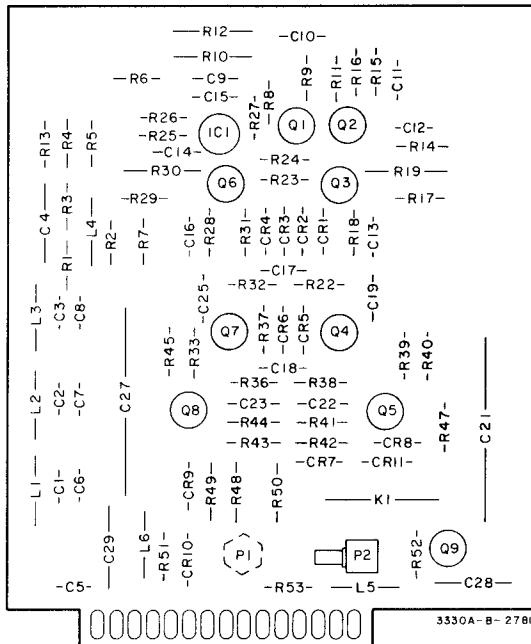 R12
C10
R10
R6
C9
R9
R11
R16
R15
C11
C15
R8
R27
R26
IC1
Q1
Q2
C12
R13
R4
R5
R25
R14
C14
R24
R30
R19
Q6
R23
Q3
R29
R17
C4
R3
L4
R2
R7
C16
R28
R31
CR4
CR3
CR2
CR1
R18
C13
R1
C17
R32
R22
C25
C19
L3
C3
C8
Q7
R37
CR6
CR5
Q4
R45
R33
R39
R40
C18
R36
R38
L2
C2
C7
C27
Q8
C23
C22
Q5
R44
R41
R47
C21
R43
R42
CR8
CR7
CR11
L1
C1
C6
CR9
R49
R48
R50
K1
C29
L6
R51
CR10
P1
P2
R52
Q9
C5
R53
L5
C28
3330A-B-278